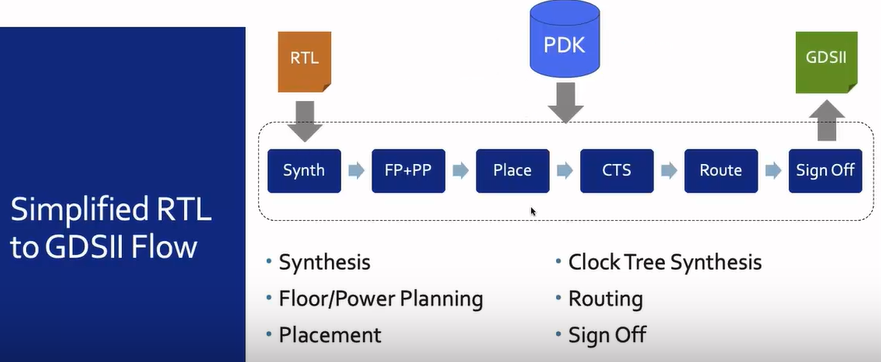 Simplified RTL
to GDSII Flow
RTL
PDK
GDSII
Synth
FP+PP
Place
CTS
Route
Sign Off
• Synthesis
• Floor/Power Planning
• Placement
• Clock Tree Synthesis
• Routing
• Sign Off